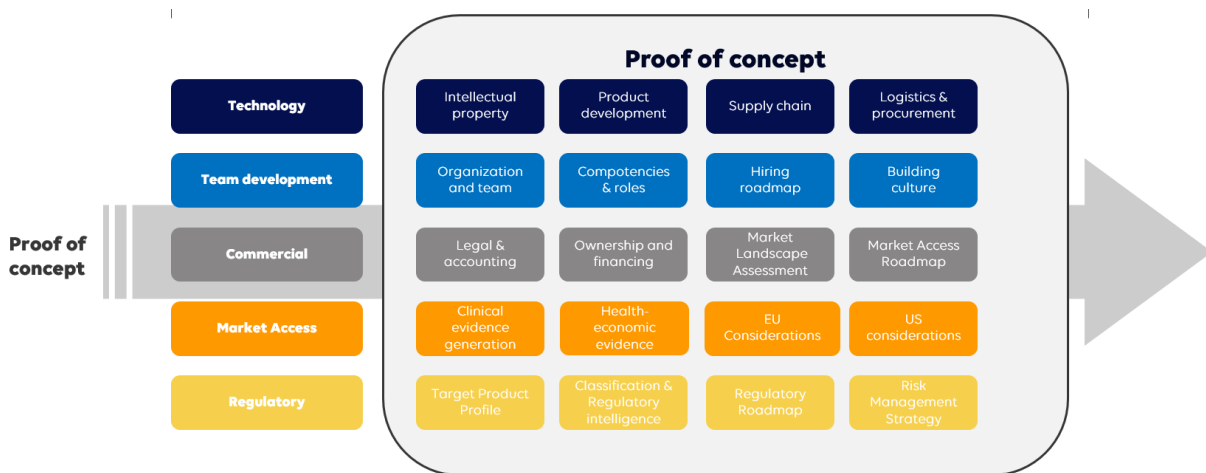 Proof of concept
Technology
Intellectual
property
Product
development
Supply chain
Logistics &
procurement
Team development
Organization
and team
Competencies
& roles
Hiring
roadmap
Building
culture
Proof of
concept
Commercial
Legal &
accounting
Ownership and
financing
Market
Landscape
Assessment
Market Access
Roadmap
Market Access
Clinical
evidence
generation
Health-
economic
evidence
EU
Considerations
US
considerations
Regulatory
Target Product
Profile
Classification &
Regulatory
intelligence
Regulatory
Roadmap
Risk
Management
Strategy